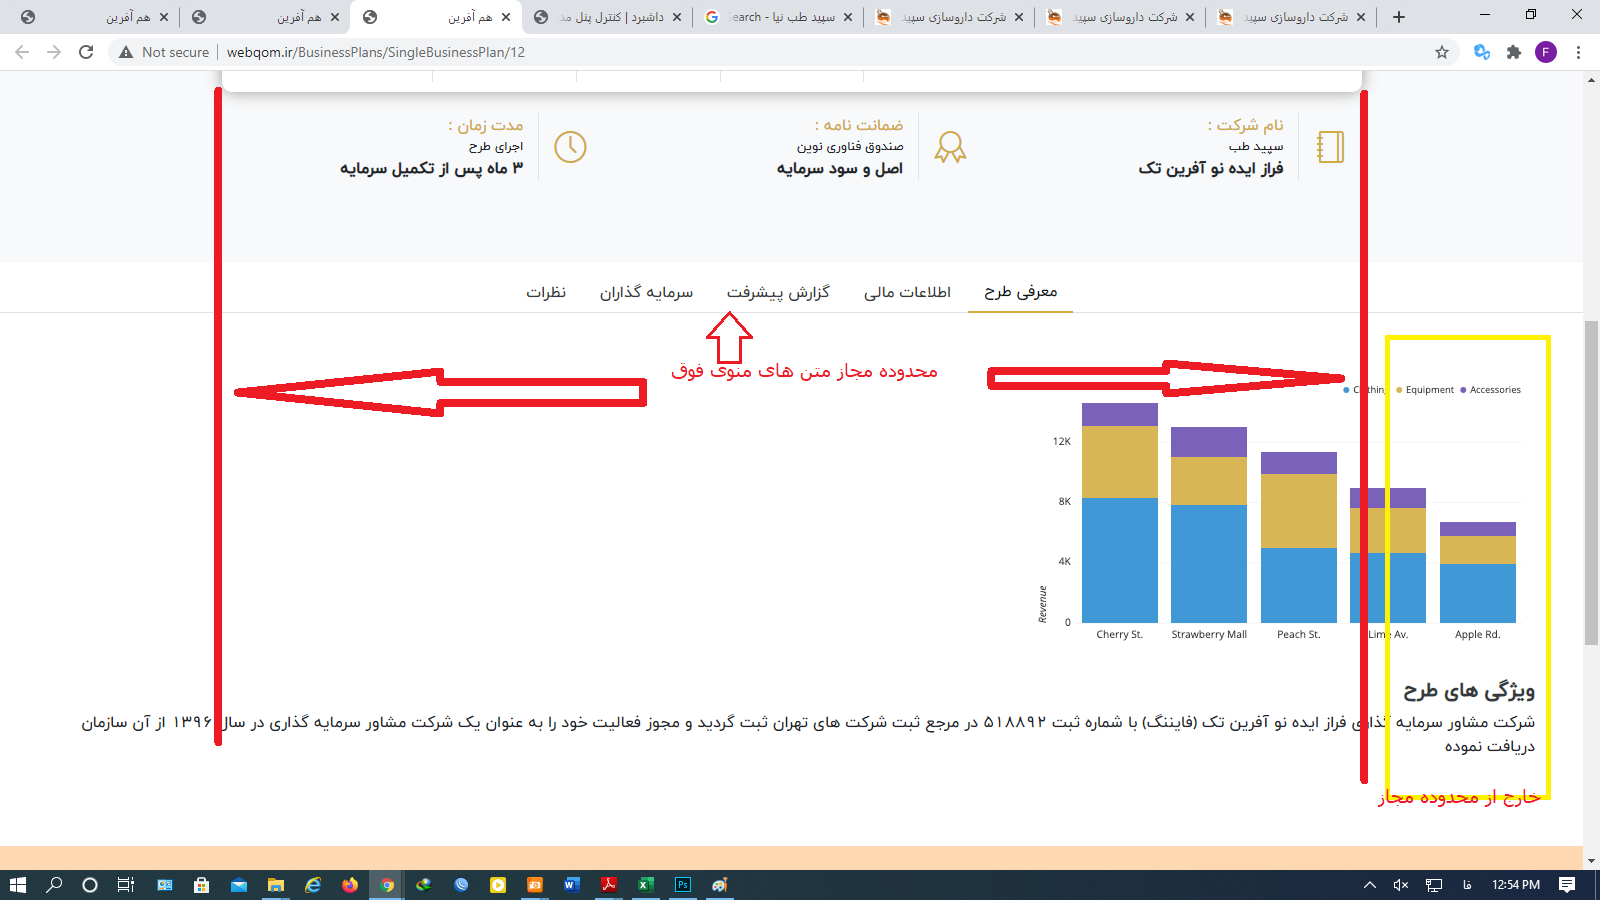 هم آفرین
هم آفرین
هم آفرین
داشبرد | کنترل پنل مد
سپید طب نیا - Search
شرکت داروسازی سپید
شرکت داروسازی سپید
شرکت داروسازی سپید
Not secure | webqom.ir/BusinessPlans/SingleBusinessPlan/12
F
نام شرکت :
سپید طب
فراز ایده نو آفرین تک
ضمانت نامه :
صندوق فناوری نوین
اصل و سود سرمایه
مدت زمان :
اجرای طرح
۳ ماه پس از تکمیل سرمایه
معرفی طرح
اطلاعات مالی
گزارش پیشرفت
سرمایه گذاران
نظرات
محدوده مجاز متن های منوی فوق
Clothing Equipment Accessories
12K
8K
4K
0
Revenue
Cherry St. Strawberry Mall Peach St. Lime Av. Apple Rd.
ویژگی های طرح
شرکت مشاور سرمایه گذاری فراز ایده نو آفرین تک (فایننگ) با شماره ثبت ۵۱۸۸۹۲ در مرجع ثبت شرکت های تهران ثبت گردید و مجوز فعالیت خود را به عنوان یک شرکت مشاور سرمایه گذاری در سال ۱۳۹۶ از آن سازمان
دریافت نموده
خارج از محدوده مجاز
فا
12:54 PM